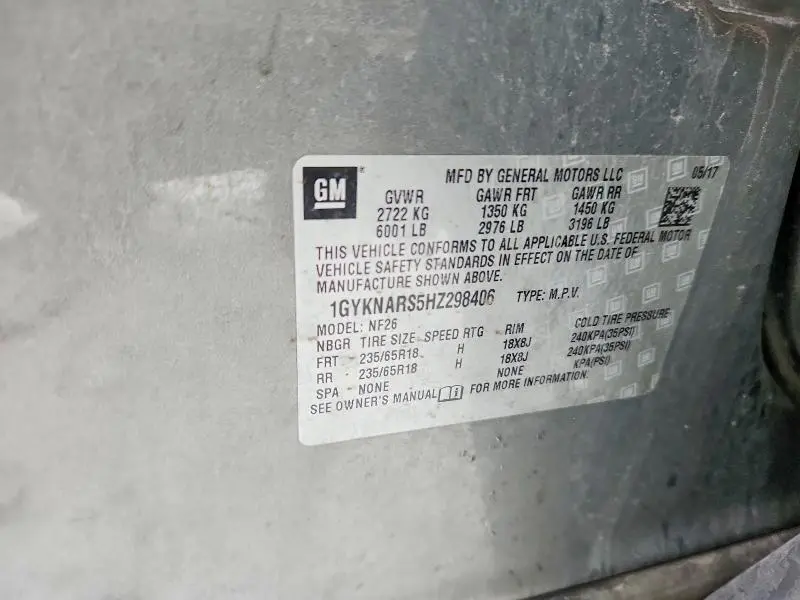 GM
MFD BY GENERAL MOTORS LLC 05/17
GVWR GAWR FRT GAWR RR
2722 KG 1350 KG 1450 KG
6001 LB 2976 LB 3196 LB
THIS VEHICLE CONFORMS TO ALL APPLICABLE U.S. FEDERAL MOTOR
VEHICLE SAFETY STANDARDS IN EFFECT ON THE DATE OF
MANUFACTURE SHOWN ABOVE.
1GYKNARS5HZ298406 TYPE: M.P.V.
MODEL: NF26
NBGR TIRE SIZE SPEED RTG RIM COLD TIRE PRESSURE
FRT 235/65R18 H 18X8J 240KPA(35PSI)
RR 235/65R18 H 18X8J 240KPA(35PSI)
SPA NONE NONE KPA(PSI)
SEE OWNER'S MANUAL FOR MORE INFORMATION.